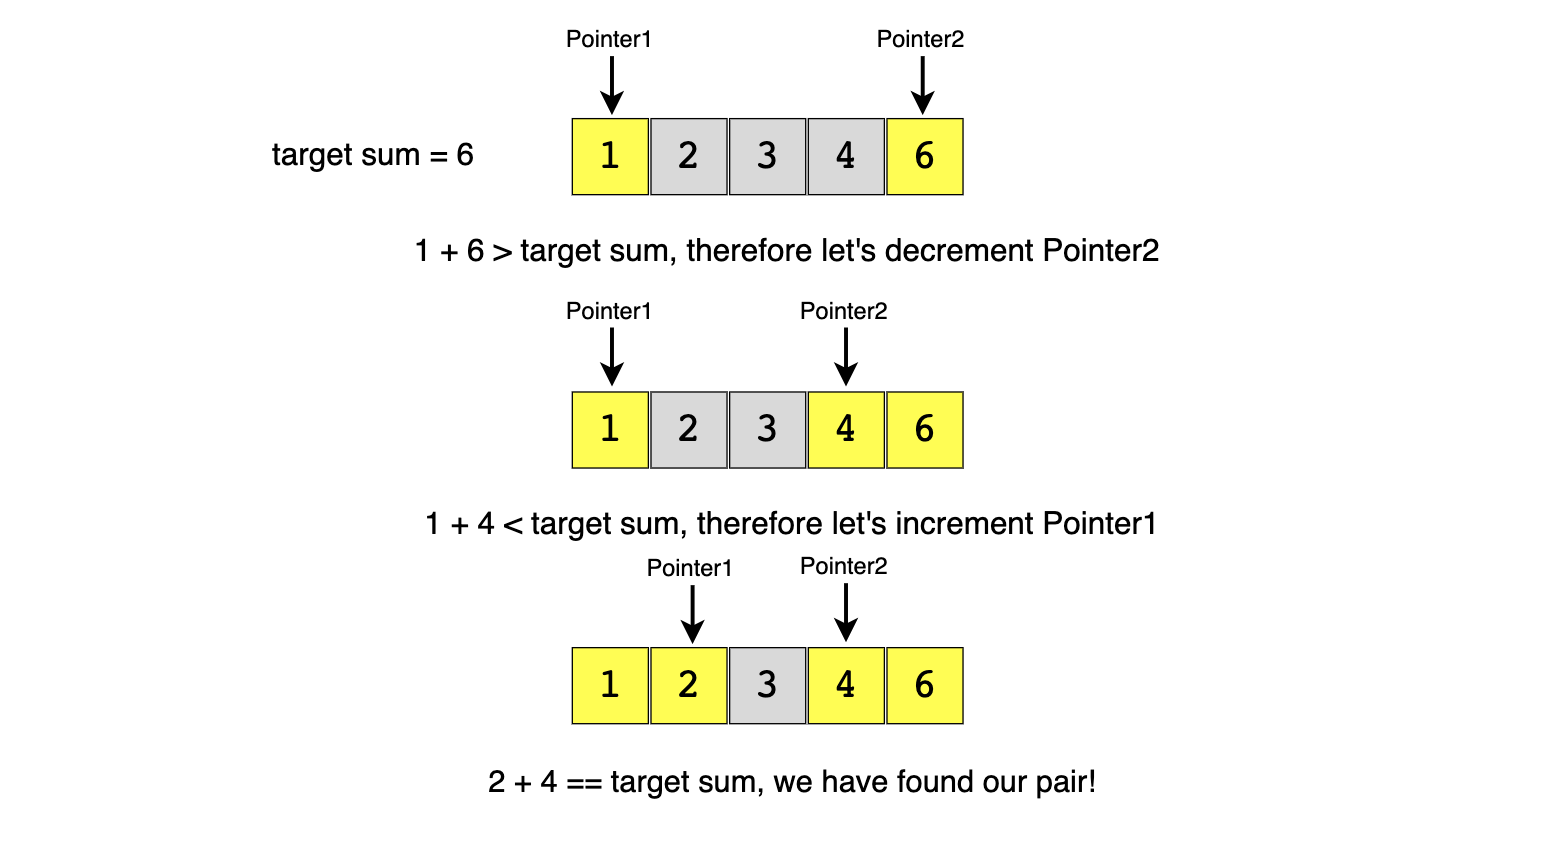 Pointer1 Pointer2
target sum = 6 1 2 3 4 6
1 + 6 > target sum, therefore let's decrement Pointer2
Pointer1 Pointer2
1 2 3 4 6
1 + 4 < target sum, therefore let's increment Pointer1
Pointer1 Pointer2
1 2 3 4 6
2 + 4 == target sum, we have found our pair!